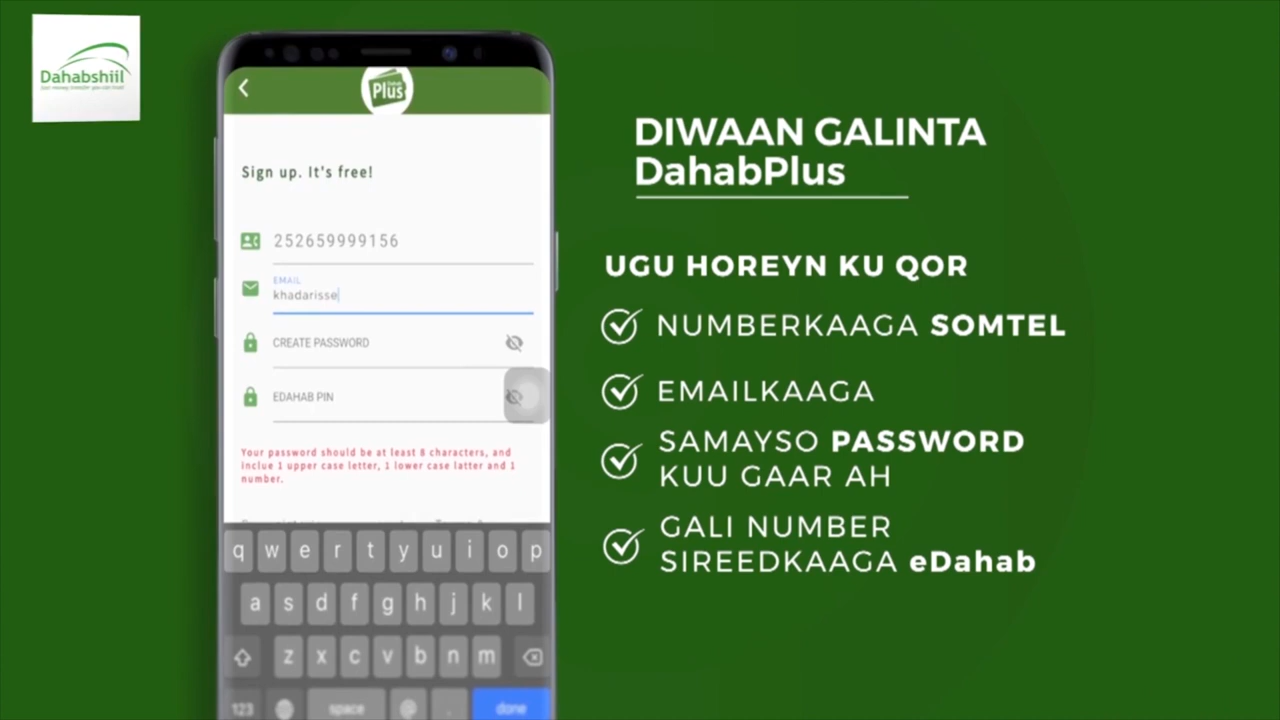 Dahabshiil
Dahab
Plus
Sign up. It's free!
252659999156
EMAIL
khadarisse
CREATE PASSWORD
EDAHAB PIN
Your password should be at least 8 characters, and
inclue 1 upper case letter, 1 lower case latter and 1
number.
q w e r t y u i o p
a s d f g h j k l
z x c v b n m
123 space @ . done
DIWAAN GALINTA
DahabPlus
UGU HOREYN KU QOR
NUMBERKAAGA SOMTEL
EMAILKAAGA
SAMAYSO PASSWORD
KUU GAAR AH
GALI NUMBER
SIREEDKAAGA eDahab